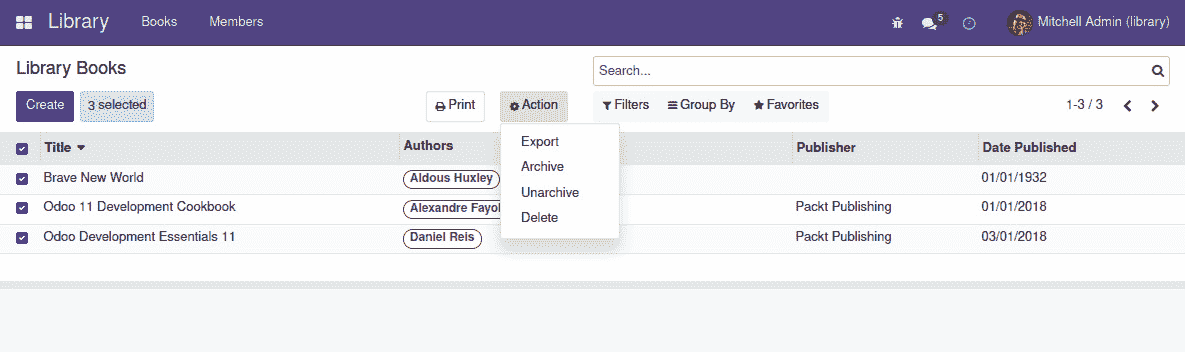 Library Books Members 5 Mitchell Admin (library)
Library Books Search...
Create 3 selected Print Action Filters Group By Favorites 1-3 / 3
Title Authors Publisher Date Published
Export
Archive
Unarchive
Delete
Brave New World Aldous Huxley 01/01/1932
Odoo 11 Development Cookbook Alexandre Fayol Packt Publishing 01/01/2018
Odoo Development Essentials 11 Daniel Reis Packt Publishing 03/01/2018